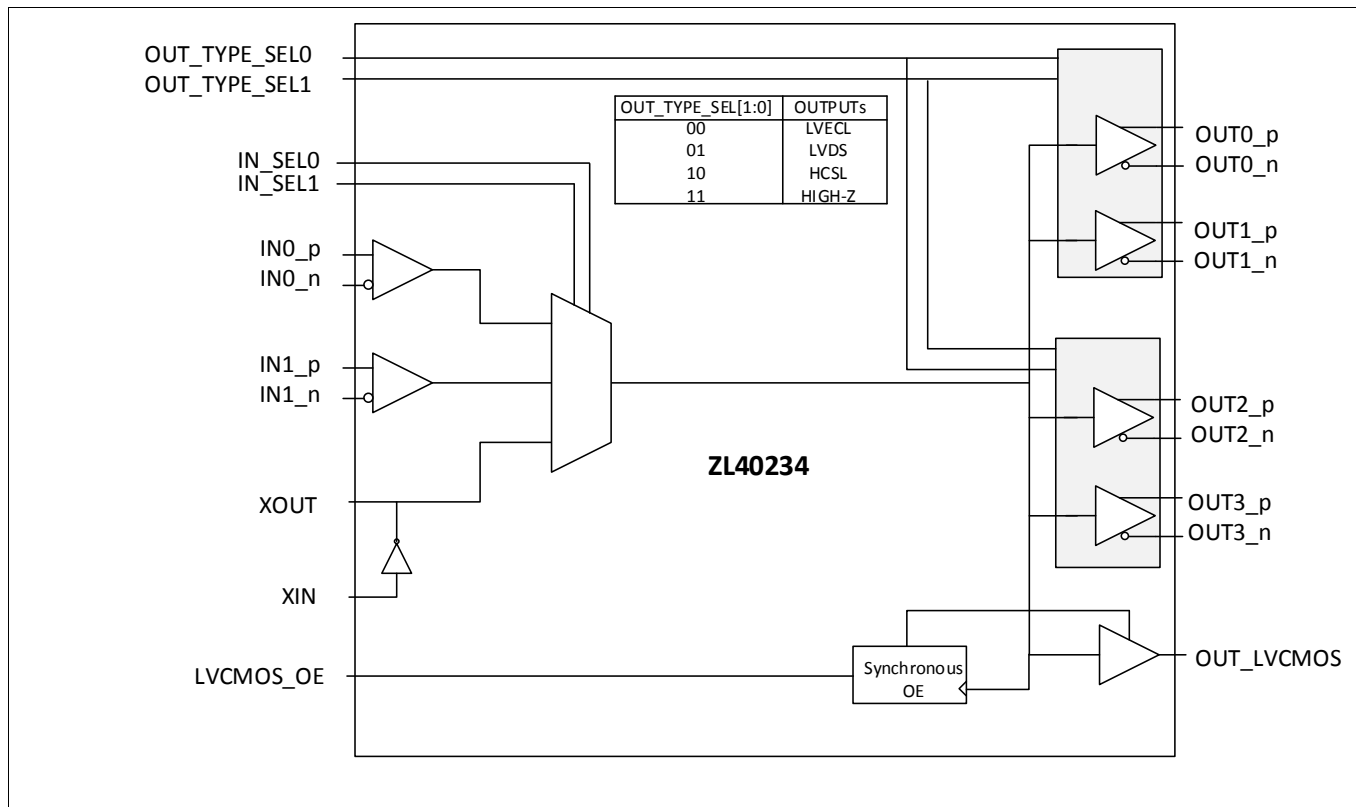 OUT_TYPE_SEL0
OUT_TYPE_SEL1
OUT_TYPE_SEL[1:0] OUTPUTs
00 LVECL
01 LVDS
10 HCSL
11 HIGH-Z
IN_SEL0
IN_SEL1
IN0_p
IN0_n
IN1_p
IN1_n
XOUT
XIN
LVCMOS_OE
ZL40234
Synchronous
OE
OUT0_p
OUT0_n
OUT1_p
OUT1_n
OUT2_p
OUT2_n
OUT3_p
OUT3_n
OUT_LVCMOS